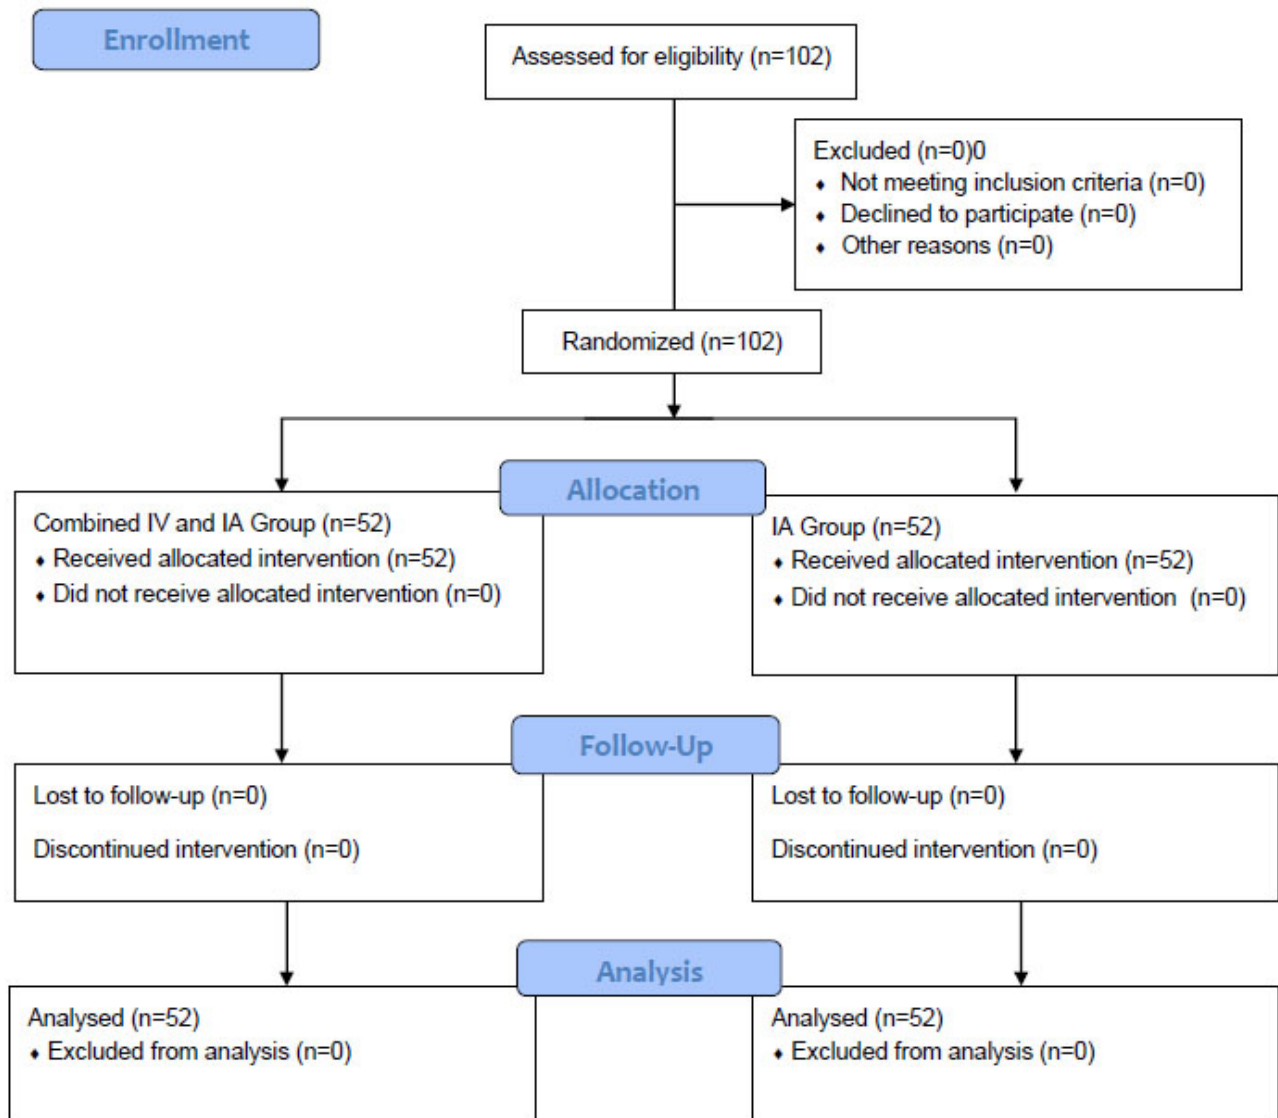 Enrollment
Assessed for eligibility (n=102)
Excluded (n=0)0
⬧ Not meeting inclusion criteria (n=0)
⬧ Declined to participate (n=0)
⬧ Other reasons (n=0)
Randomized (n=102)
Allocation
Combined IV and IA Group (n=52)
⬧ Received allocated intervention (n=52)
⬧ Did not receive allocated intervention (n=0)
IA Group (n=52)
⬧ Received allocated intervention (n=52)
⬧ Did not receive allocated intervention (n=0)
Follow-Up
Lost to follow-up (n=0)
Discontinued intervention (n=0)
Lost to follow-up (n=0)
Discontinued intervention (n=0)
Analysis
Analysed (n=52)
⬧ Excluded from analysis (n=0)
Analysed (n=52)
⬧ Excluded from analysis (n=0)